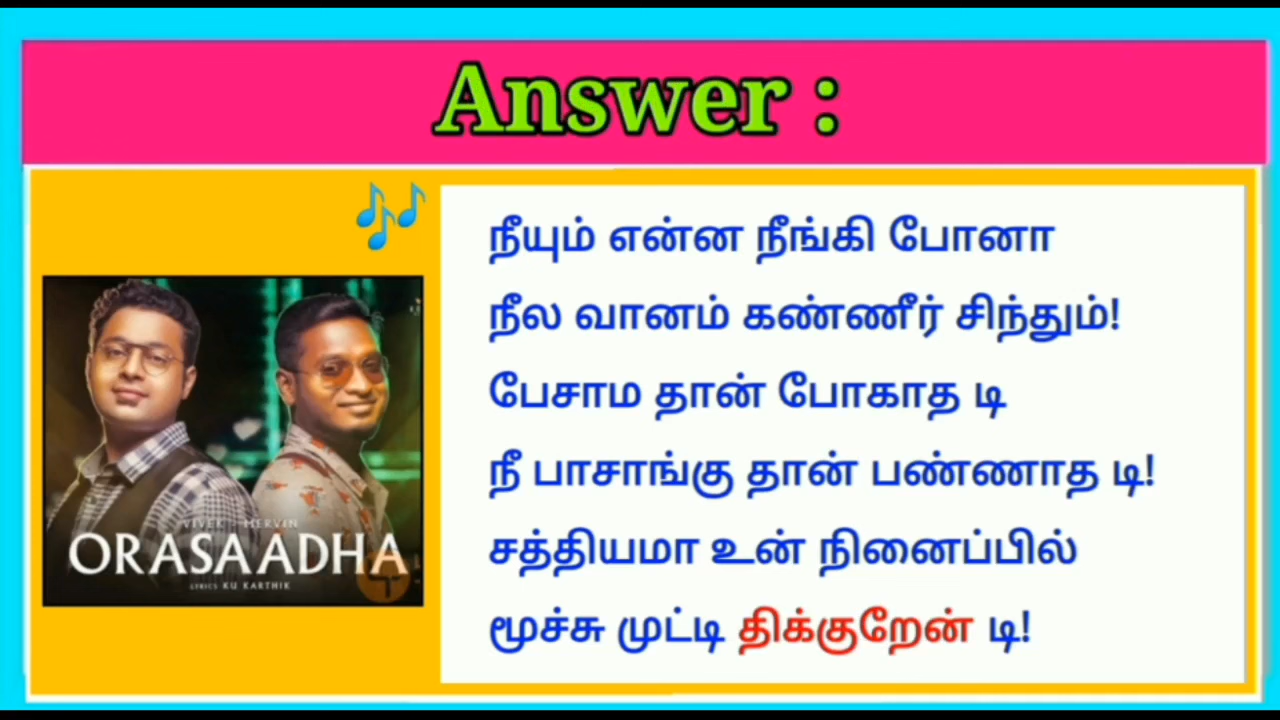 Answer :
நீயும் என்ன நீங்கி போனா
நீல வானம் கண்ணீர் சிந்தும்!
பேசாம தான் போகாத டி
நீ பாசாங்கு தான் பண்ணாத டி!
சத்தியமா உன் நினைப்பில்
மூச்சு முட்டி திக்குறேன் டி!
VIVEK - MERVIN
ORASAADHA
LYRICS KU KARTHIK